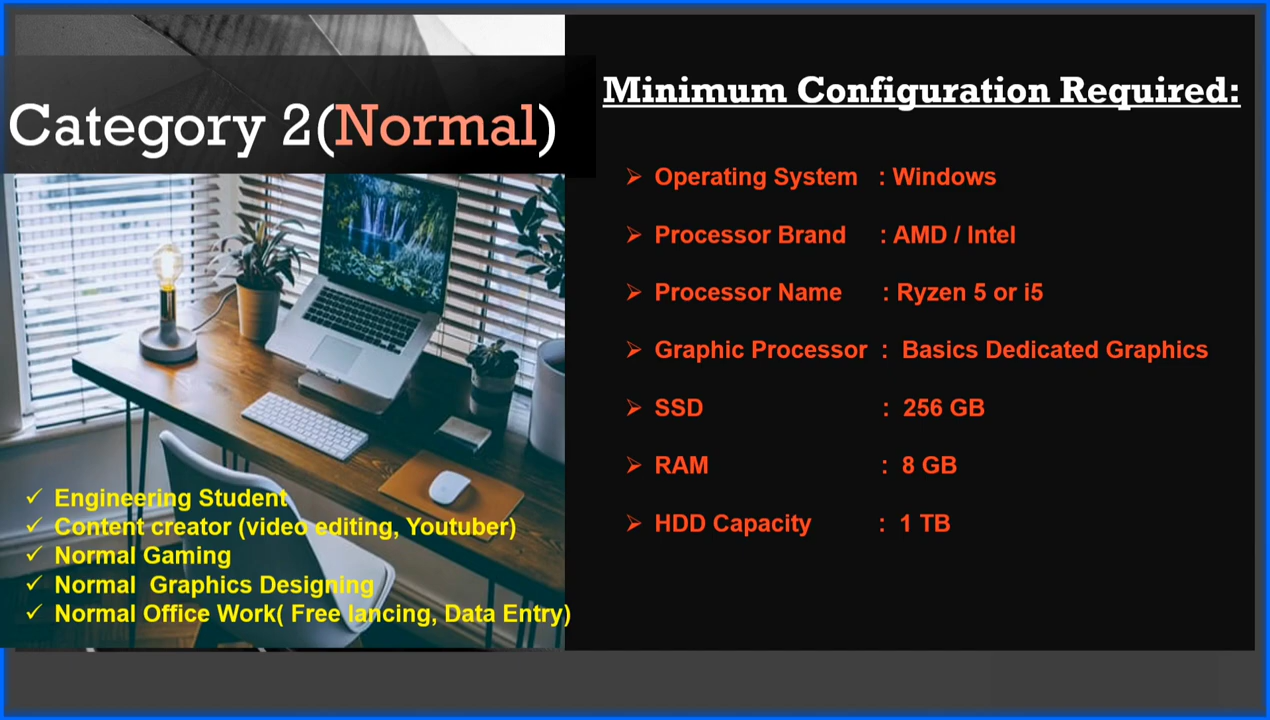 Category 2(Normal)
✓ Engineering Student
✓ Content creator (video editing, Youtuber)
✓ Normal Gaming
✓ Normal  Graphics Designing
✓ Normal Office Work( Free lancing, Data Entry)
Minimum Configuration Required:
➢ Operating System : Windows
➢ Processor Brand : AMD / Intel
➢ Processor Name : Ryzen 5 or i5
➢ Graphic Processor : Basics Dedicated Graphics
➢ SSD : 256 GB
➢ RAM : 8 GB
➢ HDD Capacity : 1 TB